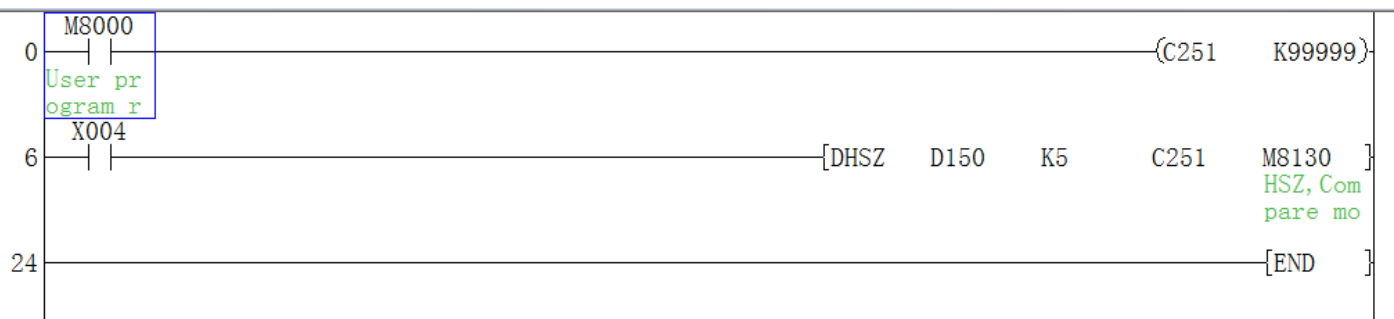 M8000
0 (C251 K99999)
User pr
ogram r
X004
6 [DHSZ D150 K5 C251 M8130 ]
HSZ,Com
pare mo
24 [END ]